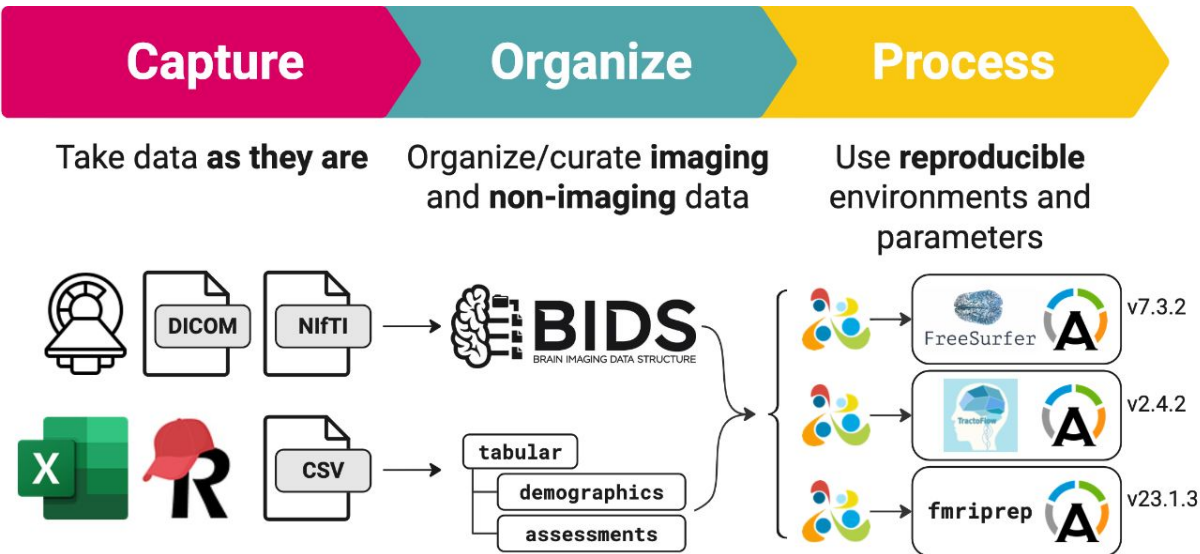 Capture
Organize
Process
Take data as they are
Organize/curate imaging
and non-imaging data
Use reproducible
environments and
parameters
DICOM
NIfTI
BIDS
BRAIN IMAGING DATA STRUCTURE
X
R
CSV
tabular
demographics
assessments
FreeSurfer
A
v7.3.2
TractoFlow
A
v2.4.2
fmriprep
A
v23.1.3